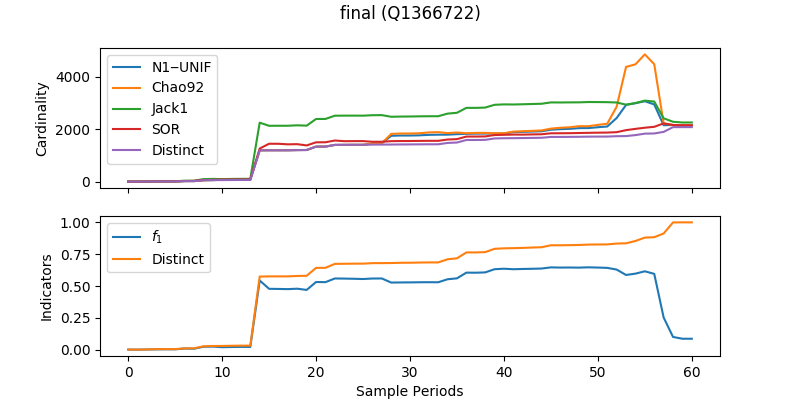 final (Q1366722)
Cardinality
4000
2000
0
N1−UNIF
Chao92
Jack1
SOR
Distinct
Indicators
1.00
0.75
0.50
0.25
0.00
f₁
Distinct
0 10 20 30 40 50 60
Sample Periods